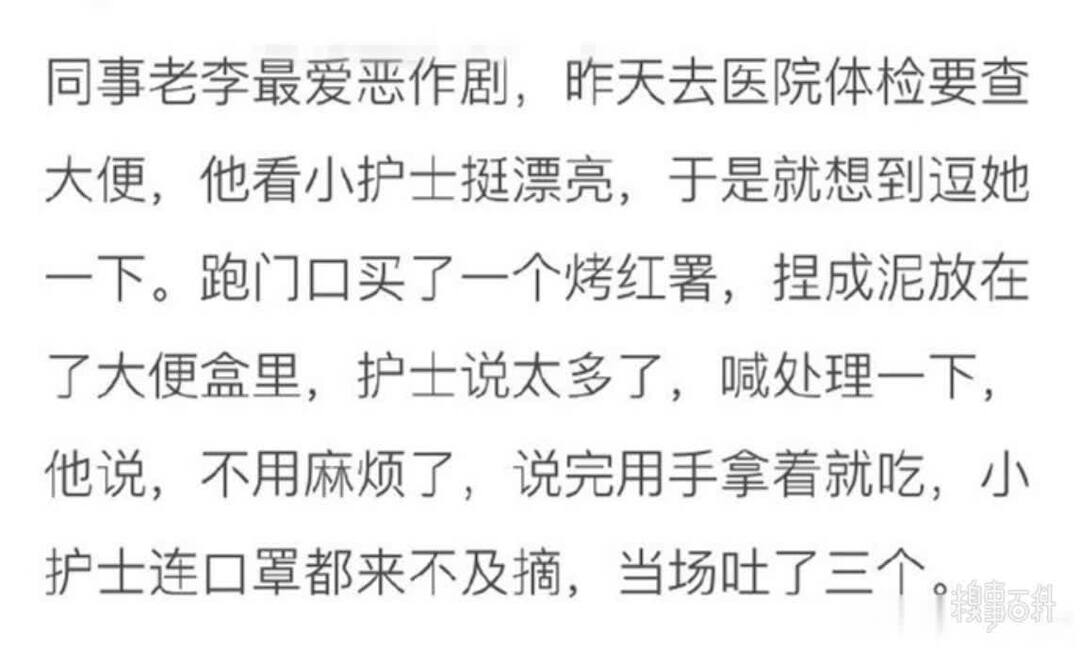 同事老李最爱恶作剧，昨天去医院体检要查
大便，他看小护士挺漂亮，于是就想到逗她
一下。跑门口买了一个烤红署，捏成泥放在
了大便盒里，护士说太多了，喊处理一下，
他说，不用麻烦了，说完用手拿着就吃，小
护士连口罩都来不及摘，当场吐了三个。
糗事百科